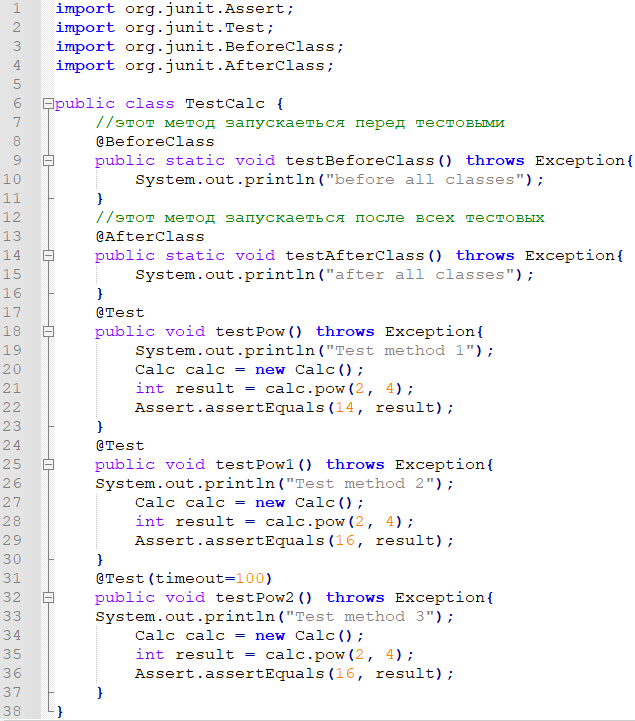 1 import org.junit.Assert;
2 import org.junit.Test;
3 import org.junit.BeforeClass;
4 import org.junit.AfterClass;
5
6 public class TestCalc {
7 //этот метод запускаеться перед тестовыми
8 @BeforeClass
9 public static void testBeforeClass() throws Exception{
10 System.out.println("before all classes");
11 }
12 //этот метод запускаеться после всех тестовых
13 @AfterClass
14 public static void testAfterClass() throws Exception{
15 System.out.println("after all classes");
16 }
17 @Test
18 public void testPow() throws Exception{
19 System.out.println("Test method 1");
20 Calc calc = new Calc();
21 int result = calc.pow(2, 4);
22 Assert.assertEquals(14, result);
23 }
24 @Test
25 public void testPow1() throws Exception{
26 System.out.println("Test method 2");
27 Calc calc = new Calc();
28 int result = calc.pow(2, 4);
29 Assert.assertEquals(16, result);
30 }
31 @Test(timeout=100)
32 public void testPow2() throws Exception{
33 System.out.println("Test method 3");
34 Calc calc = new Calc();
35 int result = calc.pow(2, 4);
36 Assert.assertEquals(16, result);
37 }
38 }